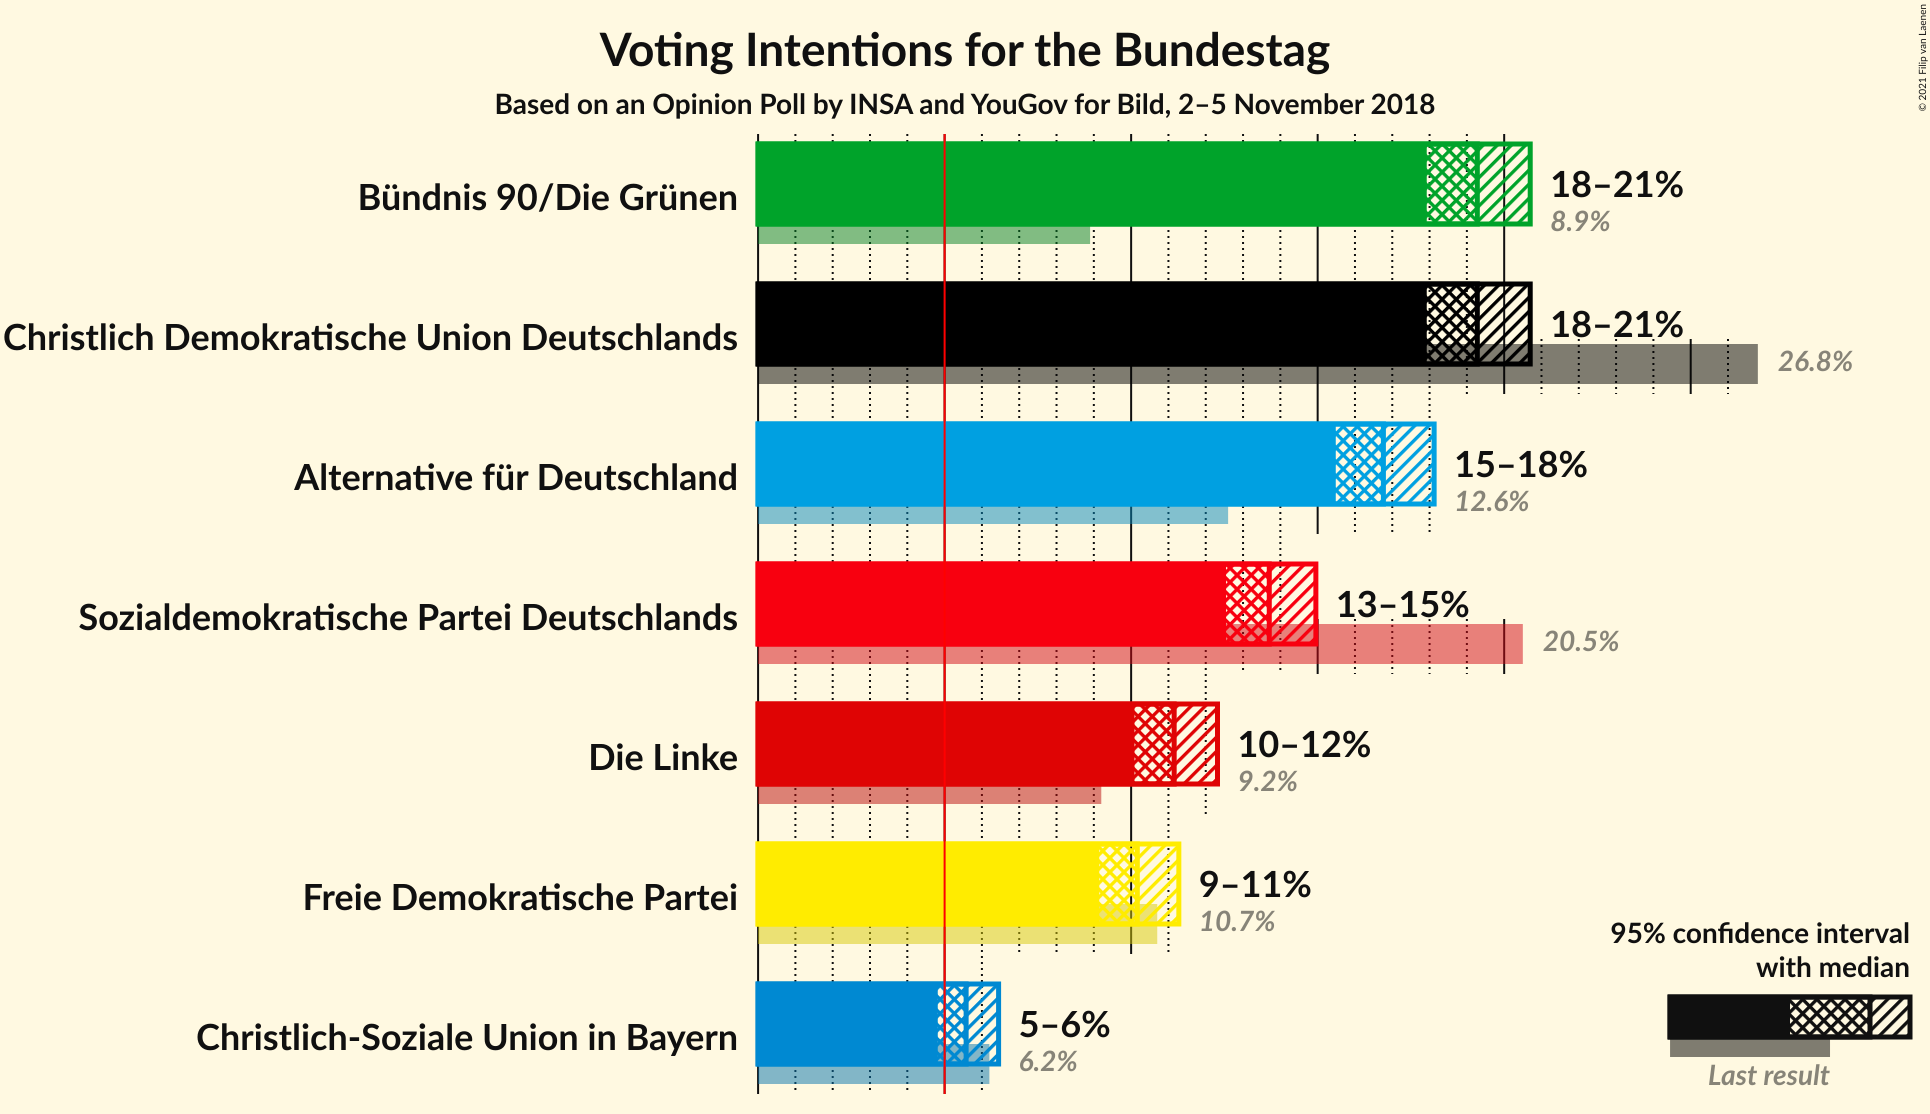 Voting Intentions for the Bundestag
Based on an Opinion Poll by INSA and YouGov for Bild, 2–5 November 2018
© 2021 Filip van Laenen
Bündnis 90/Die Grünen
18–21%
8.9%
Christlich Demokratische Union Deutschlands
18–21%
26.8%
Alternative für Deutschland
15–18%
12.6%
Sozialdemokratische Partei Deutschlands
13–15%
20.5%
Die Linke
10–12%
9.2%
Freie Demokratische Partei
9–11%
10.7%
Christlich-Soziale Union in Bayern
5–6%
6.2%
95% confidence interval
with median
Last result